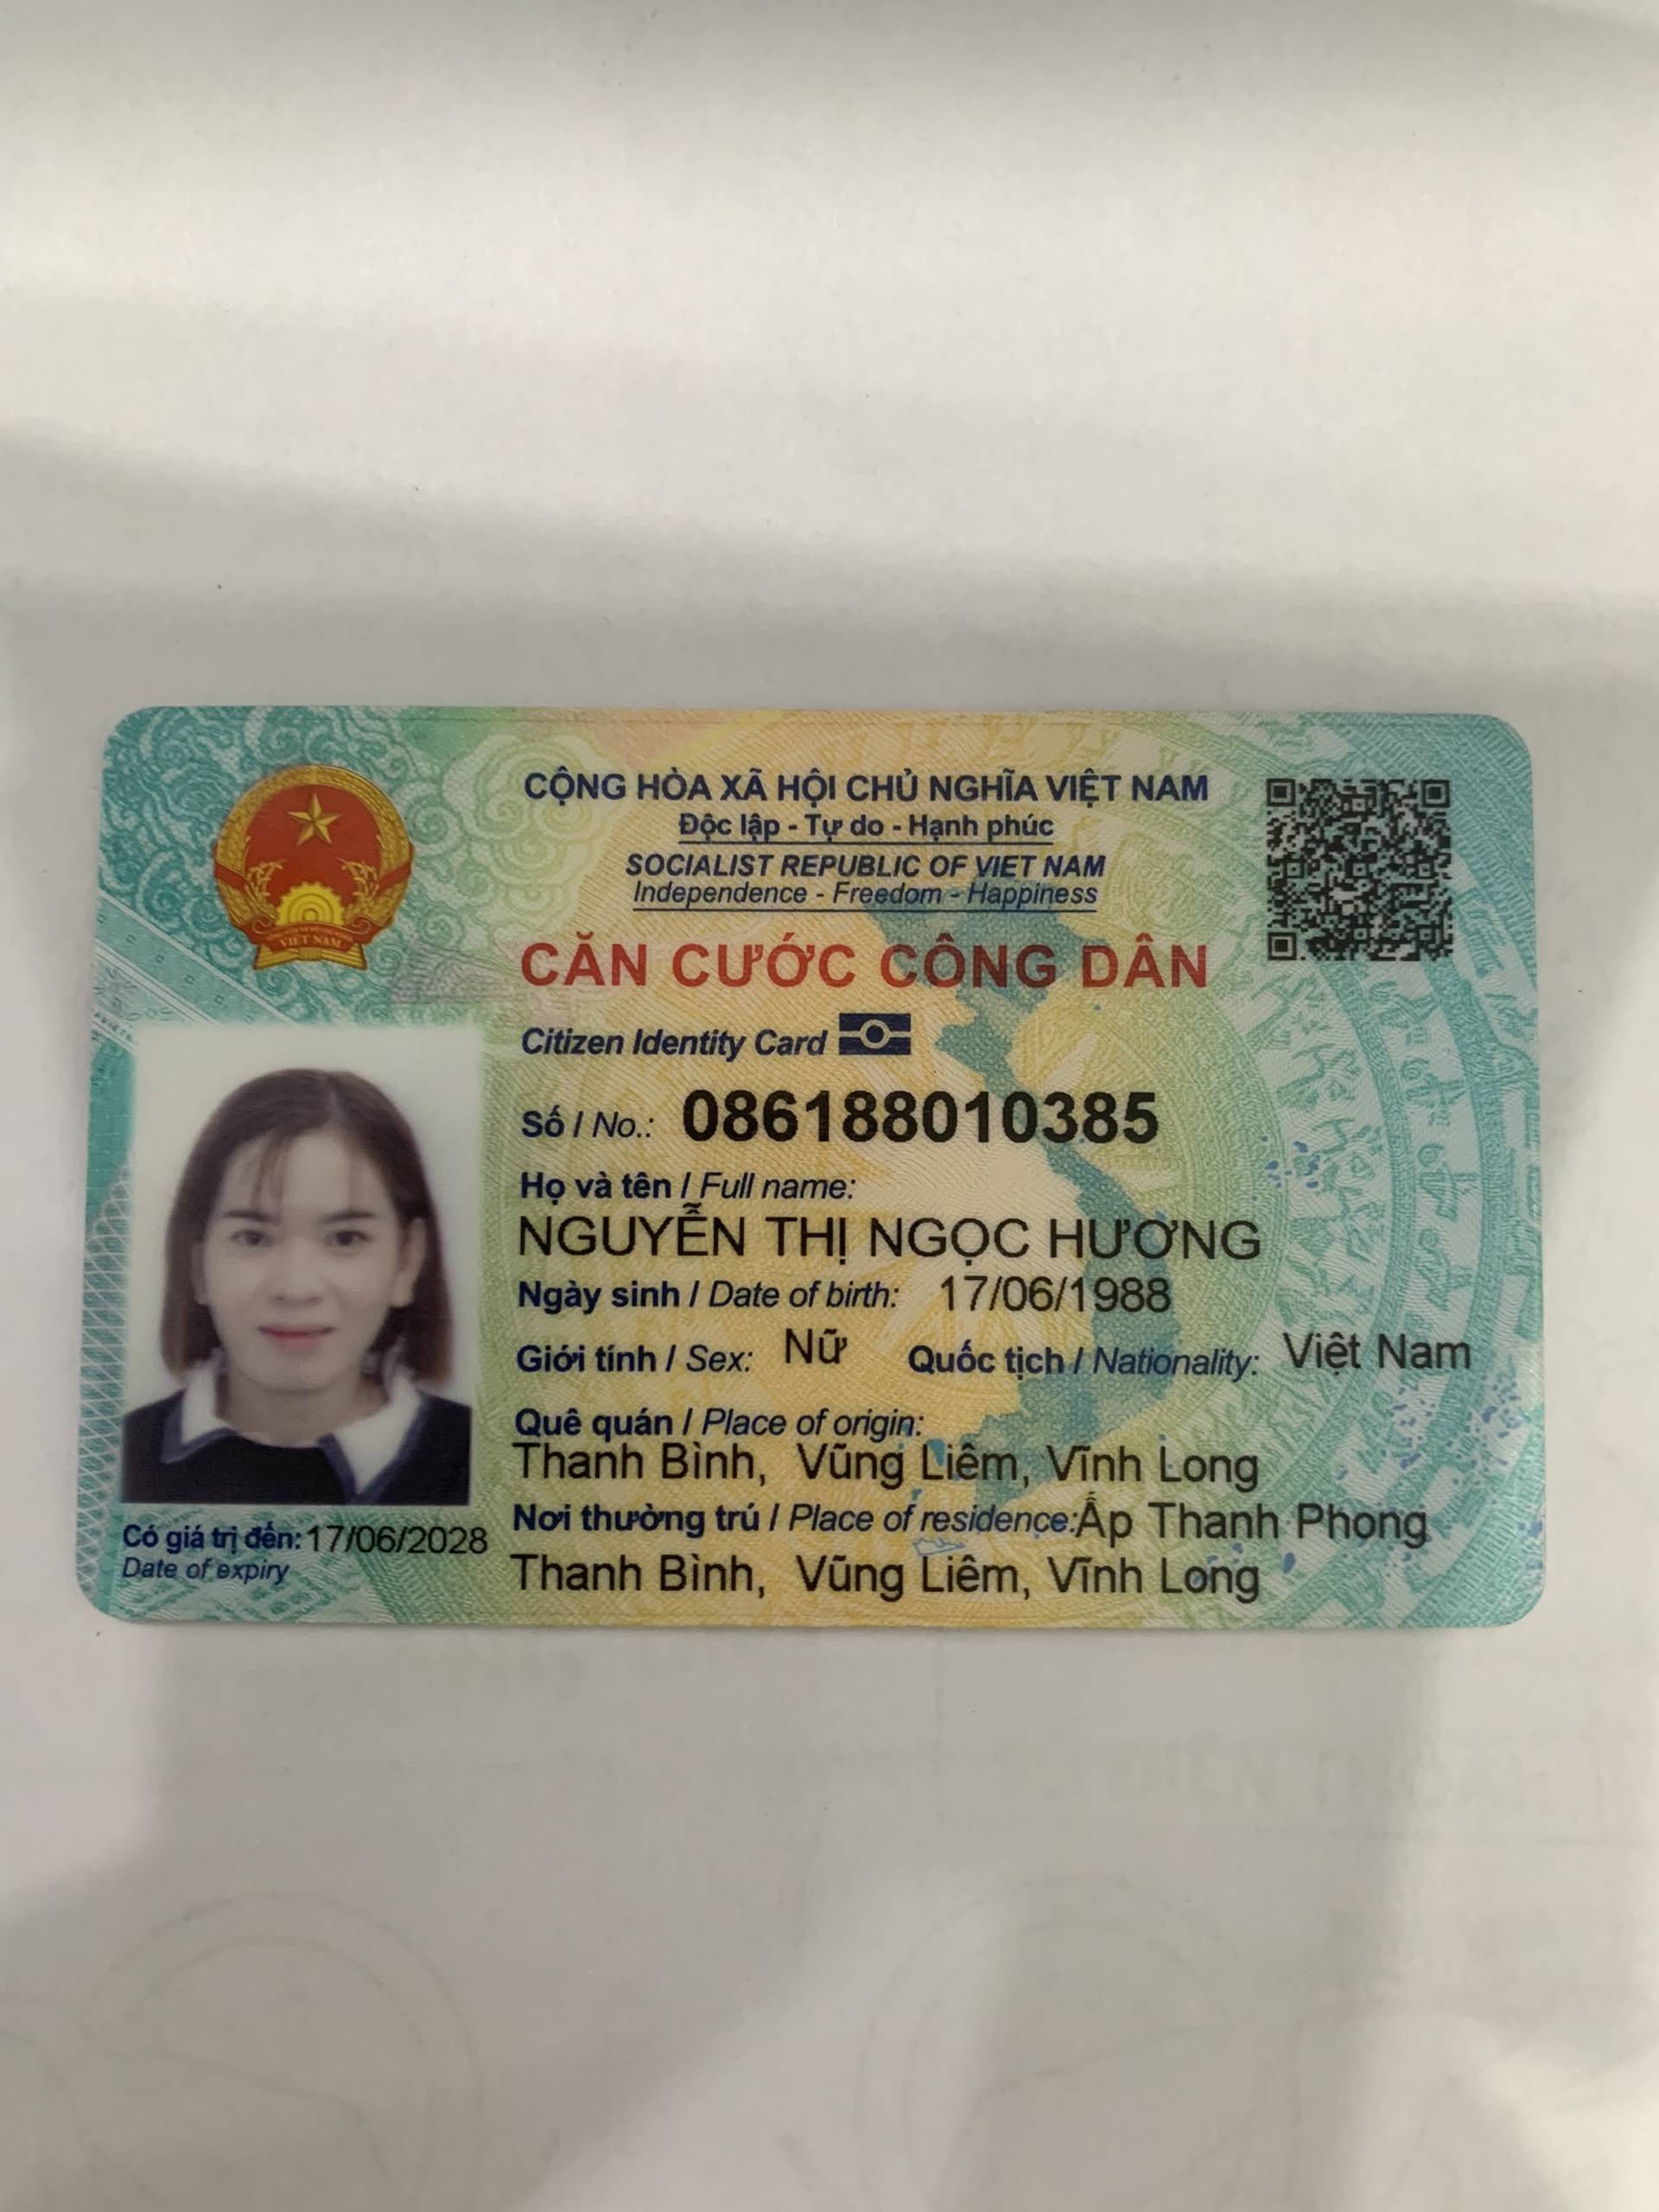 CỘNG HÒA XÃ HỘI CHỦ NGHĨA VIỆT NAM
Độc lập - Tự do - Hạnh phúc
SOCIALIST REPUBLIC OF VIET NAM
Independence - Freedom - Happiness
VIỆT NAM
CĂN CƯỚC CÔNG DÂN
Citizen Identity Card
Số / No.: 086188010385
Họ và tên / Full name:
NGUYỄN THỊ NGỌC HƯƠNG
Ngày sinh / Date of birth: 17/06/1988
Giới tính / Sex: Nữ Quốc tịch / Nationality: Việt Nam
Quê quán / Place of origin:
Thanh Bình, Vũng Liêm, Vĩnh Long
Nơi thường trú / Place of residence: Ấp Thanh Phong
Thanh Bình, Vũng Liêm, Vĩnh Long
Có giá trị đến: 17/06/2028
Date of expiry